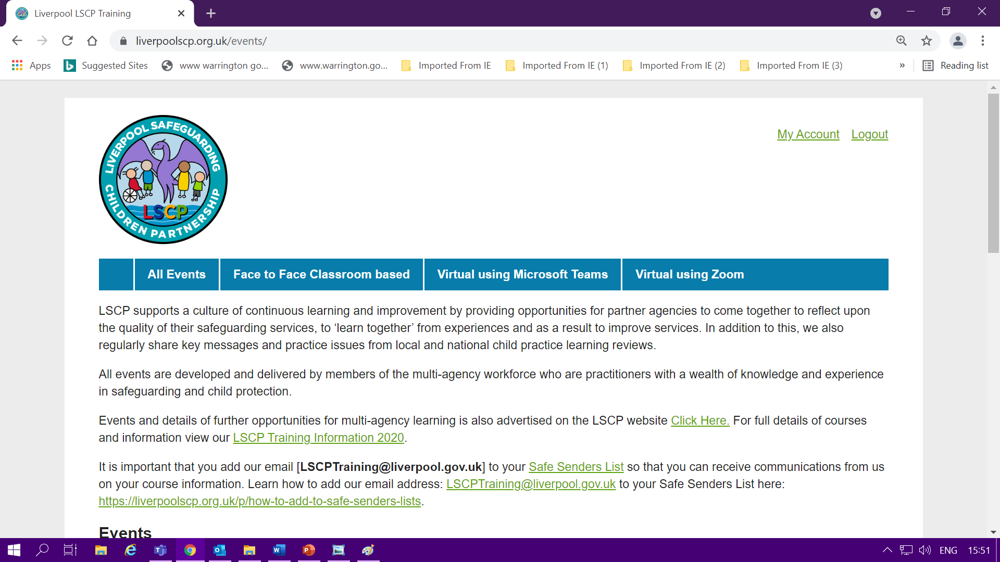 Liverpool LSCP Training
liverpoolscp.org.uk/events/
Apps
Suggested Sites
www warrington go...
www.warrington.go...
Imported From IE
Imported From IE (1)
Imported From IE (2)
Imported From IE (3)
»
Reading list
LIVERPOOL SAFEGUARDING
CHILDREN PARTNERSHIP
LSCP
My Account
Logout
All Events
Face to Face Classroom based
Virtual using Microsoft Teams
Virtual using Zoom
LSCP supports a culture of continuous learning and improvement by providing opportunities for partner agencies to come together to reflect upon
the quality of their safeguarding services, to ‘learn together’ from experiences and as a result to improve services. In addition to this, we also
regularly share key messages and practice issues from local and national child practice learning reviews.
All events are developed and delivered by members of the multi-agency workforce who are practitioners with a wealth of knowledge and experience
in safeguarding and child protection.
Events and details of further opportunities for multi-agency learning is also advertised on the LSCP website Click Here. For full details of courses
and information view our LSCP Training Information 2020.
It is important that you add our email [LSCPTraining@liverpool.gov.uk] to your Safe Senders List so that you can receive communications from us
on your course information. Learn how to add our email address: LSCPTraining@liverpool.gov.uk to your Safe Senders List here:
https://liverpoolscp.org.uk/p/how-to-add-to-safe-senders-lists.
Events
ENG
15:51